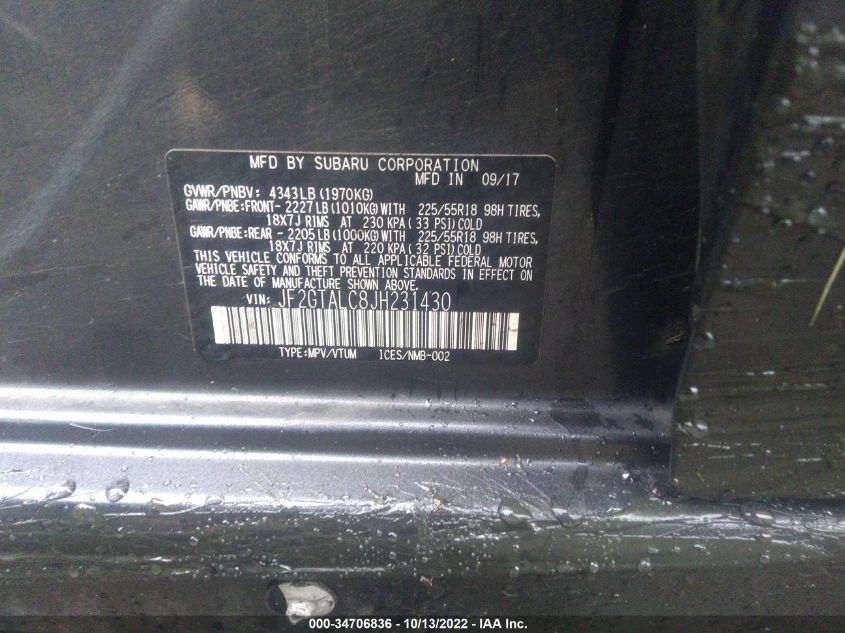 MFD BY SUBARU CORPORATION
MFD IN 09/17
GVWR/PNBV: 4343LB(1970KG)
GAWR/PNBE:FRONT- 2227LB(1010KG)WITH 225/55R18 98H TIRES,
18X7J RIMS AT 230 KPA(33 PSI)COLD
GAWR/PNBE:REAR - 2205LB(1000KG)WITH 225/55R18 98H TIRES,
18X7J RIMS AT 220 KPA(32 PSI)COLD
THIS VEHICLE CONFORMS TO ALL APPLICABLE FEDERAL MOTOR
VEHICLE SAFETY AND THEFT PREVENTION STANDARDS IN EFFECT ON
THE DATE OF MANUFACTURE SHOWN ABOVE.
VIN: JF2GTALC8JH231430
TYPE:MPV/VTUM 1CES/NMB-002
000-34706836 - 10/13/2022 - IAA Inc.